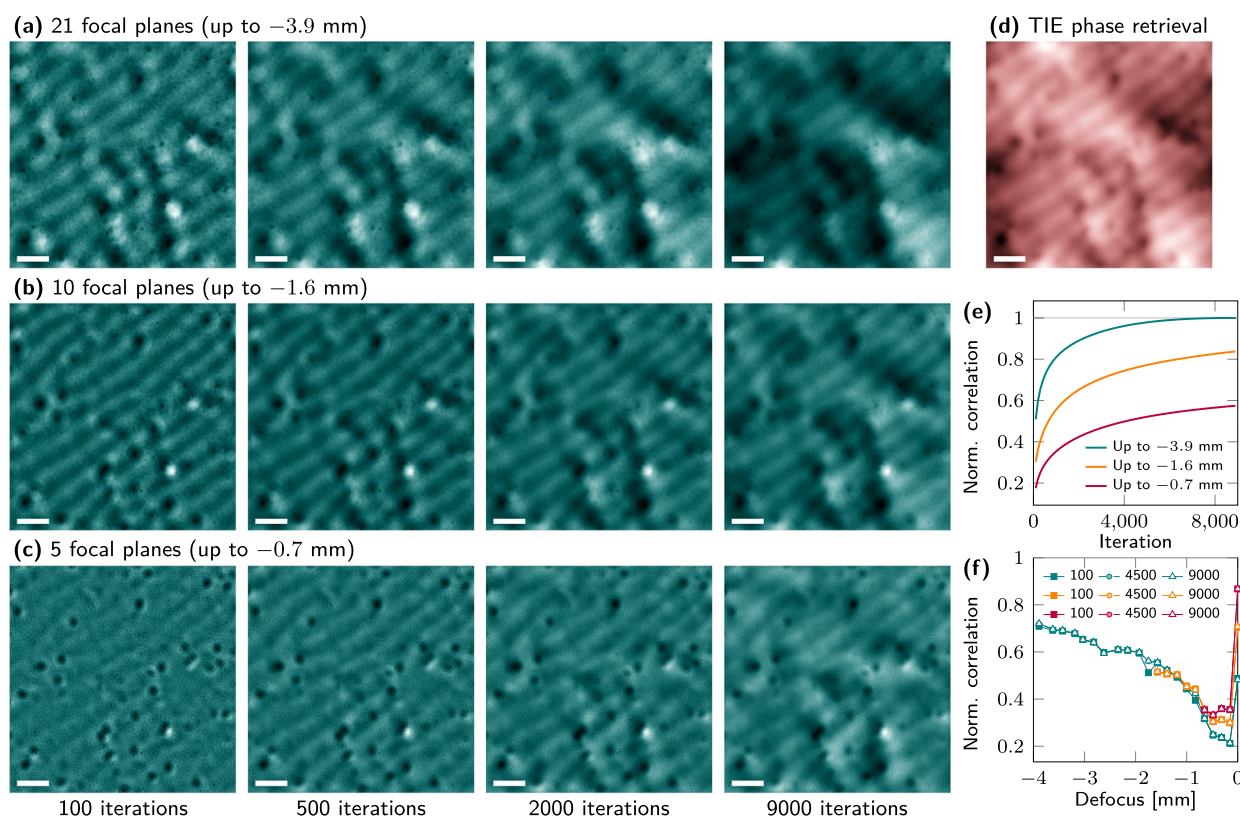 (a) 21 focal planes (up to −3.9 mm)
(d) TIE phase retrieval
(b) 10 focal planes (up to −1.6 mm)
(c) 5 focal planes (up to −0.7 mm)
100 iterations
500 iterations
2000 iterations
9000 iterations
(e)
Norm. correlation
1
0.8
0.6
0.4
0.2
Up to −3.9 mm
Up to −1.6 mm
Up to −0.7 mm
0 4,000 8,000
Iteration
(f)
Norm. correlation
1
0.8
0.6
0.4
0.2
100 4500 9000
100 4500 9000
100 4500 9000
−4 −3 −2 −1 0
Defocus [mm]